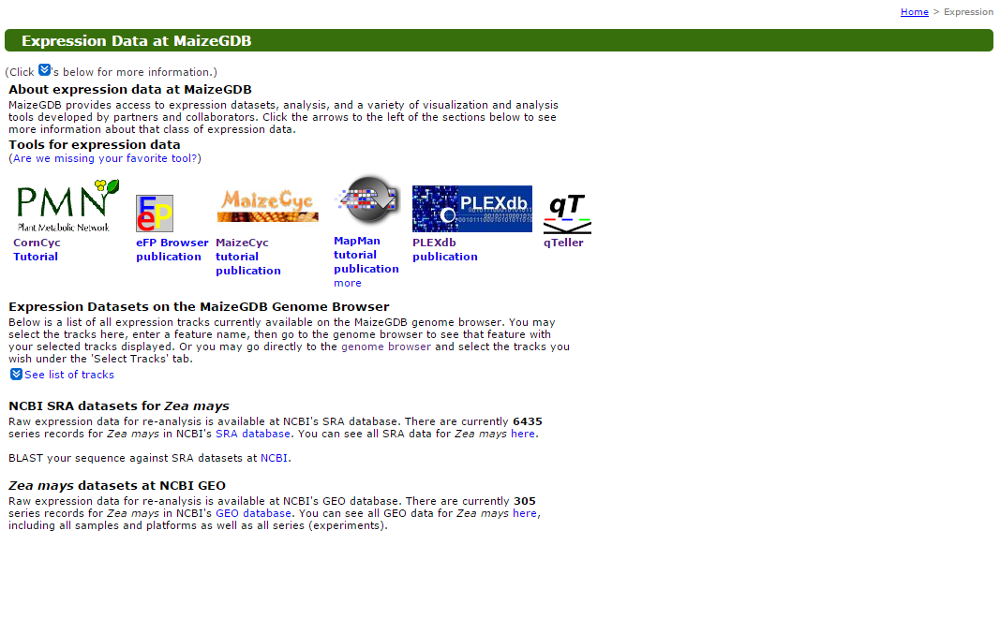 Home > Expression
Expression Data at MaizeGDB
(Click 's below for more information.)
About expression data at MaizeGDB
MaizeGDB provides access to expression datasets, analysis, and a variety of visualization and analysis
tools developed by partners and collaborators. Click the arrows to the left of the sections below to see
more information about that class of expression data.
Tools for expression data
(Are we missing your favorite tool?)
PMN
Plant Metabolic Network
CornCyc
Tutorial
eFP
eFP Browser
publication
MaizeCyc
MaizeCyc
tutorial
publication
MapMan
tutorial
publication
more
PLEXdb
PLEXdb
publication
qT
qTeller
Expression Datasets on the MaizeGDB Genome Browser
Below is a list of all expression tracks currently available on the MaizeGDB genome browser. You may
select the tracks here, enter a feature name, then go to the genome browser to see that feature with
your selected tracks displayed. Or you may go directly to the genome browser and select the tracks you
wish under the 'Select Tracks' tab.
See list of tracks
NCBI SRA datasets for Zea mays
Raw expression data for re-analysis is available at NCBI's SRA database. There are currently 6435
series records for Zea mays in NCBI's SRA database. You can see all SRA data for Zea mays here.
BLAST your sequence against SRA datasets at NCBI.
Zea mays datasets at NCBI GEO
Raw expression data for re-analysis is available at NCBI's GEO database. There are currently 305
series records for Zea mays in NCBI's GEO database. You can see all GEO data for Zea mays here,
including all samples and platforms as well as all series (experiments).